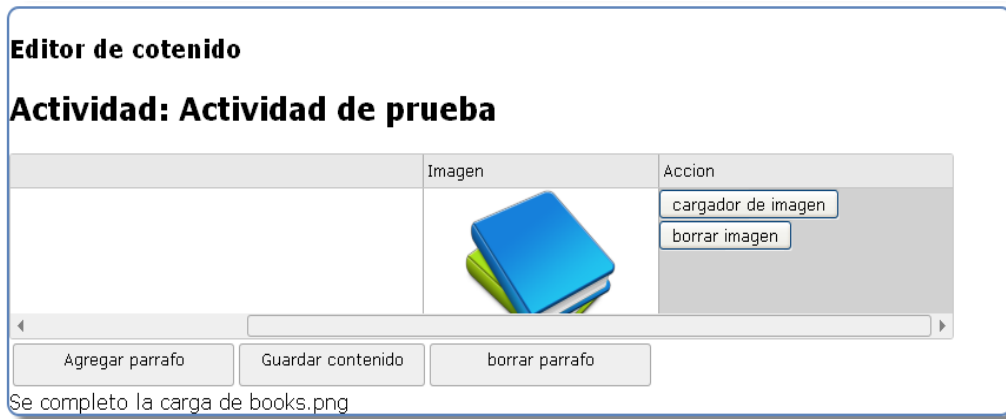 Editor de cotenido
Actividad: Actividad de prueba
Imagen Accion
cargador de imagen
borrar imagen
Agregar parrafo Guardar contenido borrar parrafo
Se completo la carga de books.png